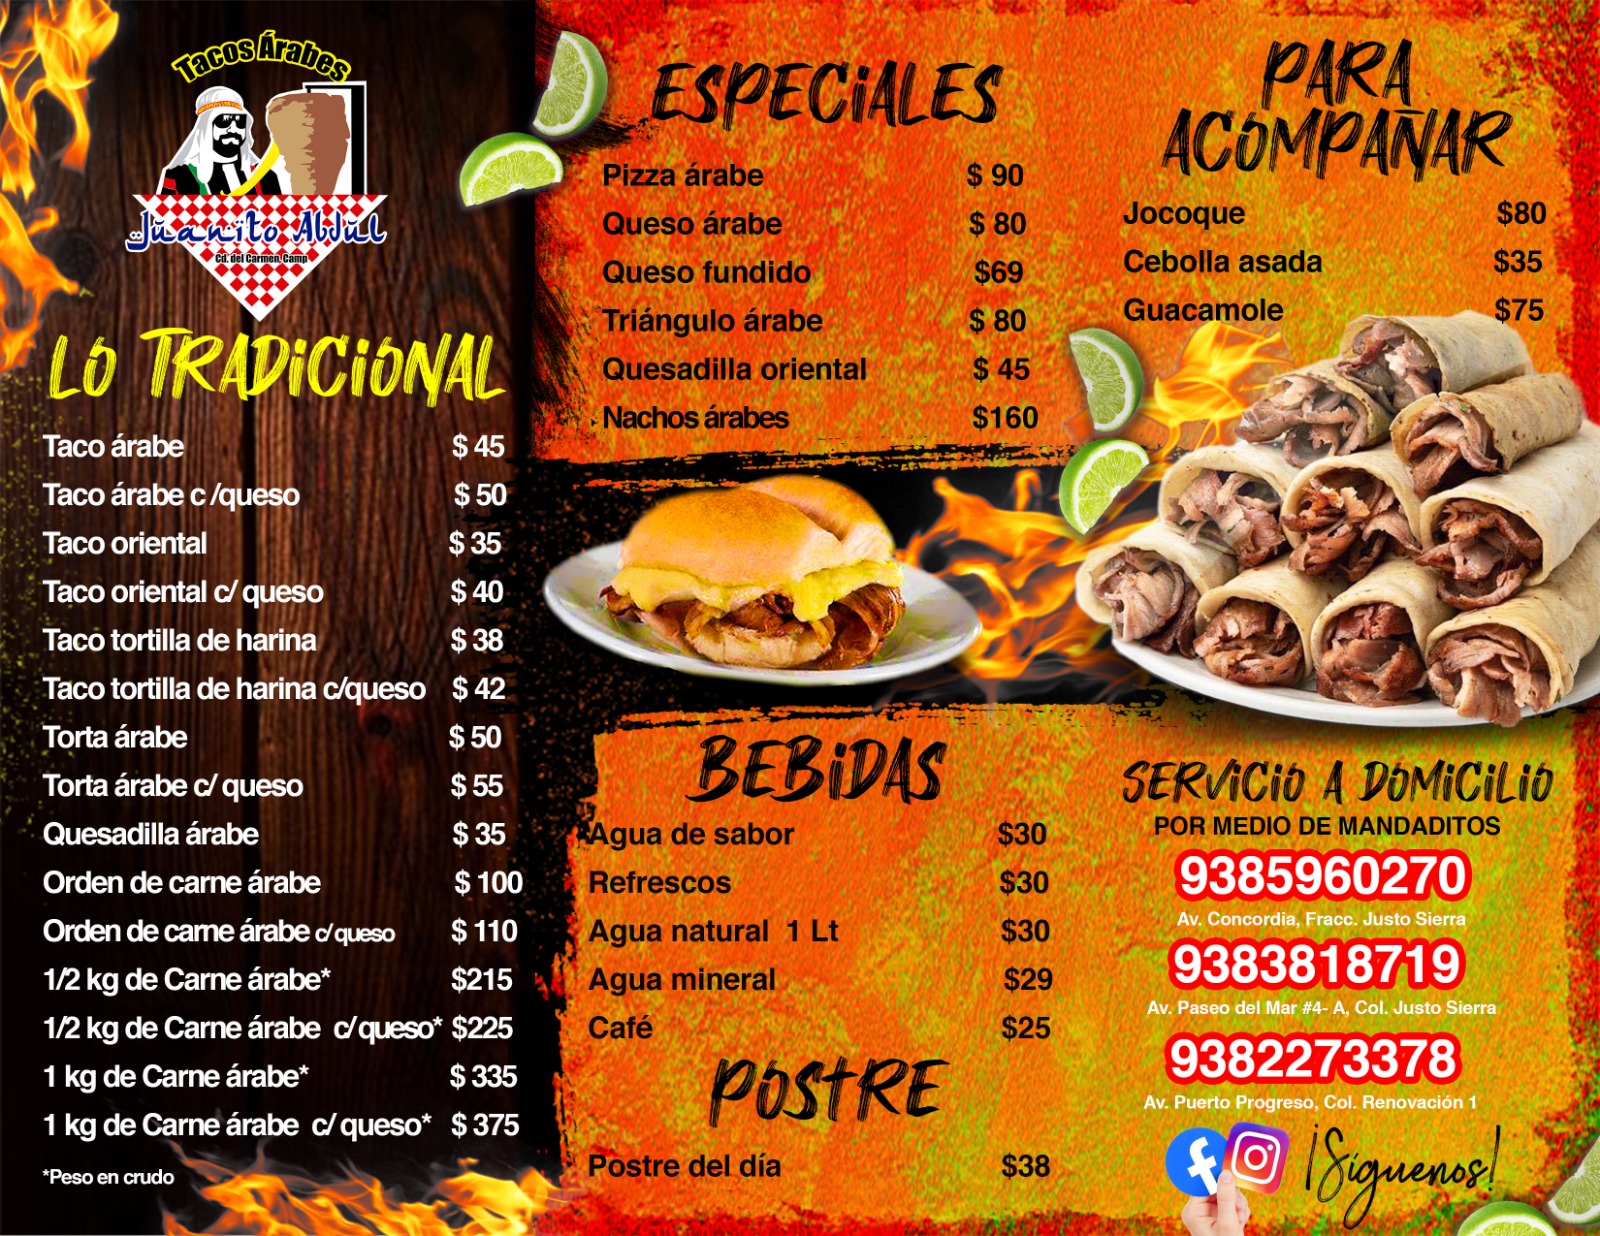 Tacos Árabes
Juanito Abdul
Cd. del Carmen, Camp
LO TRADICIONAL
Taco árabe $ 45
Taco árabe c /queso $ 50
Taco oriental $ 35
Taco oriental c/ queso $ 40
Taco tortilla de harina $ 38
Taco tortilla de harina c/queso $ 42
Torta árabe $ 50
Torta árabe c/ queso $ 55
Quesadilla árabe $ 35
Orden de carne árabe $ 100
Orden de carne árabe c/ queso $ 110
1/2 kg de Carne árabe* $215
1/2 kg de Carne árabe c/ queso* $225
1 kg de Carne árabe* $ 335
1 kg de Carne árabe c/ queso* $ 375
*Peso en crudo
ESPECIALES
Pizza árabe $ 90
Queso árabe $ 80
Queso fundido $69
Triángulo árabe $ 80
Quesadilla oriental $ 45
Nachos árabes $160
PARA
ACOMPAÑAR
Jocoque $80
Cebolla asada $35
Guacamole $75
BEBIDAS
Agua de sabor $30
Refrescos $30
Agua natural 1 Lt $30
Agua mineral $29
Café $25
POSTRE
Postre del día $38
SERVICIO A DOMICILIO
POR MEDIO DE MANDADITOS
9385960270
Av. Concordia, Fracc. Justo Sierra
9383818719
Av. Paseo del Mar #4- A, Col. Justo Sierra
9382273378
Av. Puerto Progreso, Col. Renovación 1
¡Síguenos!